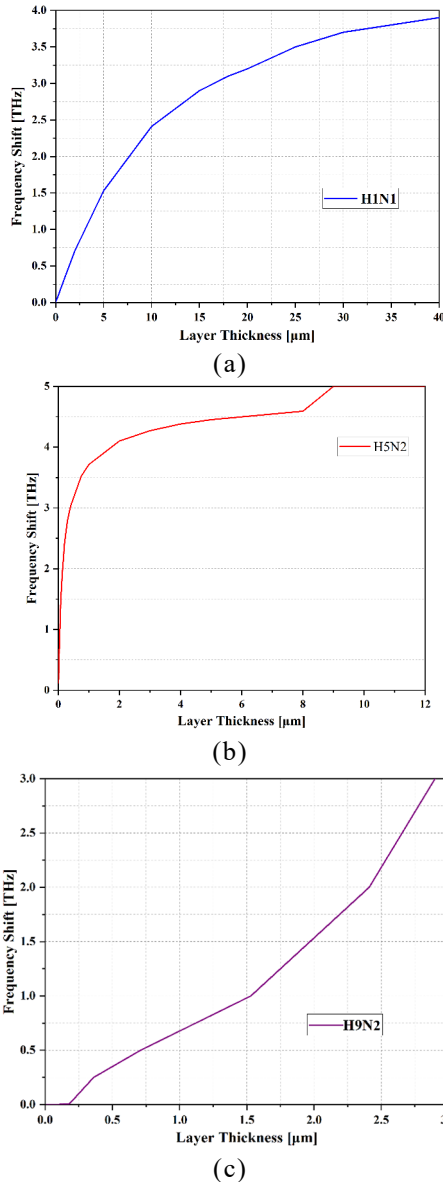 4.0
3.5
3.0
2.5
2.0
1.5
1.0
0.5
0.0
Frequency Shift [THz]
H1N1
0 5 10 15 20 25 30 35 40
Layer Thickness [µm]
(a)
5
4
3
2
1
0
Frequency Shift [THz]
H5N2
0 2 4 6 8 10 12
Layer Thickness [µm]
(b)
3.0
2.5
2.0
1.5
1.0
0.5
0.0
Frequency Shift [THz]
H9N2
0.0 0.5 1.0 1.5 2.0 2.5
Layer Thickness [µm]
(c)